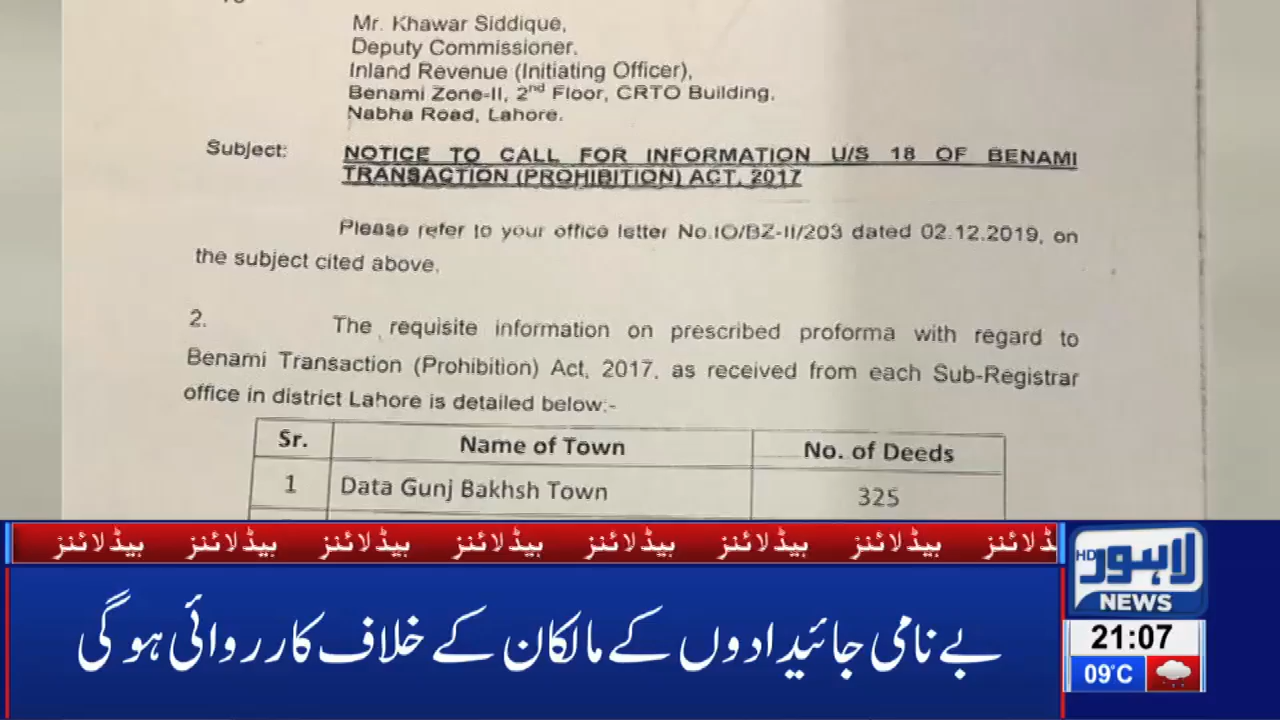 Mr. Khawar Siddique,
Deputy Commissioner,
Inland Revenue (Initiating Officer),
Benami Zone-II, 2nd Floor, CRTO Building,
Nabha Road, Lahore.
Subject: NOTICE TO CALL FOR INFORMATION U/S 18 OF BENAMI
TRANSACTION (PROHIBITION) ACT, 2017
Please refer to your office letter No.IO/BZ-II/203 dated 02.12.2019, on
the subject cited above.
2. The requisite information on prescribed proforma with regard to
Benami Transaction (Prohibition) Act, 2017, as received from each Sub-Registrar
office in district Lahore is detailed below:-
Sr. Name of Town No. of Deeds
1 Data Gunj Bakhsh Town 325
ہیڈلائنز ہیڈلائنز ہیڈلائنز ہیڈلائنز ہیڈلائنز ہیڈلائنز ہیڈلائنز
بے نامی جائیدادوں کے مالکان کے خلاف کارروائی ہوگی
لاہور HD
NEWS
21:07
09°C